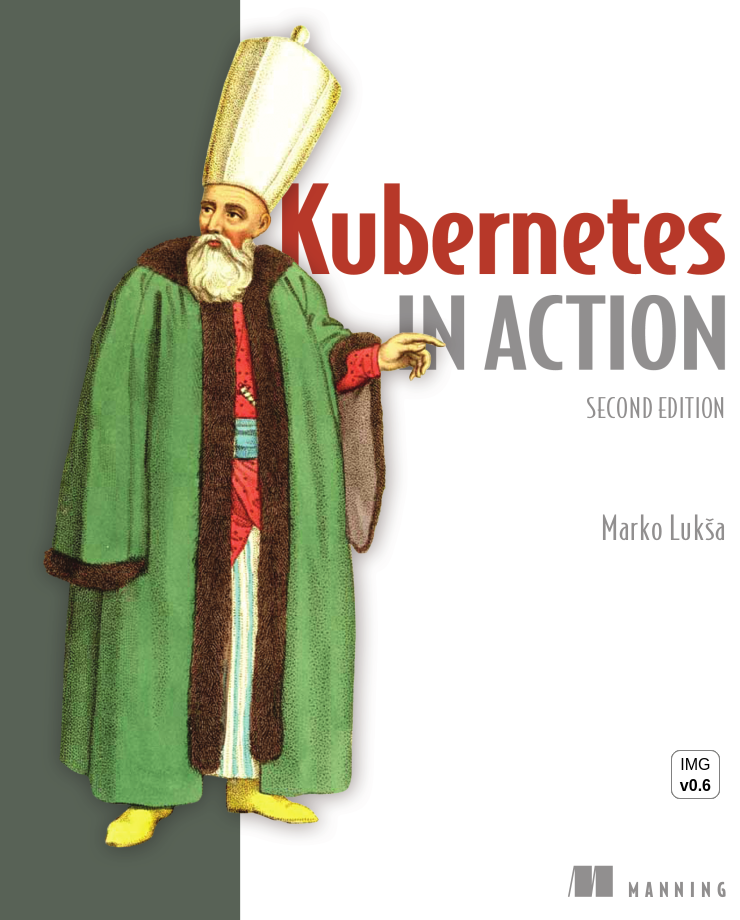 Kubernetes
IN ACTION
SECOND EDITION
Marko Lukša
IMG
v0.6
MANNING